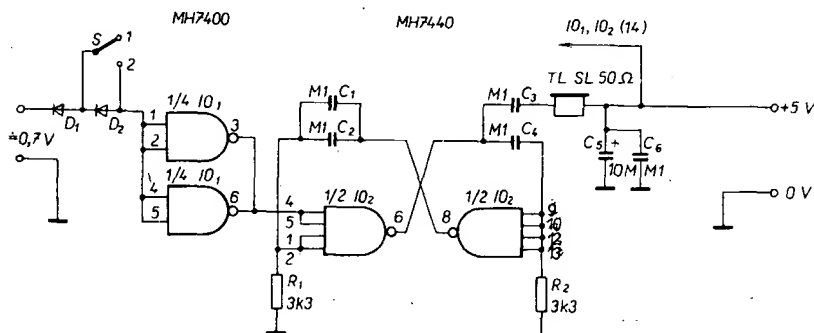 MH7400
MH7440
IO₁, IO₂ (14)
S
1
2
TL SL 50Ω
1/4 IO₁
M1 C₁
M1 C₃
+5 V
D₁
D₂
1
2
3
M1 C₂
M1 C₄
≐0,7 V
C₅ +
10M
C₆
M1
1/4 IO₁
4
5
6
1/2 IO₂
4
5
1
2
6
1/2 IO₂
8
9
10
12
13
0 V
R₁
3k3
R₂
3k3